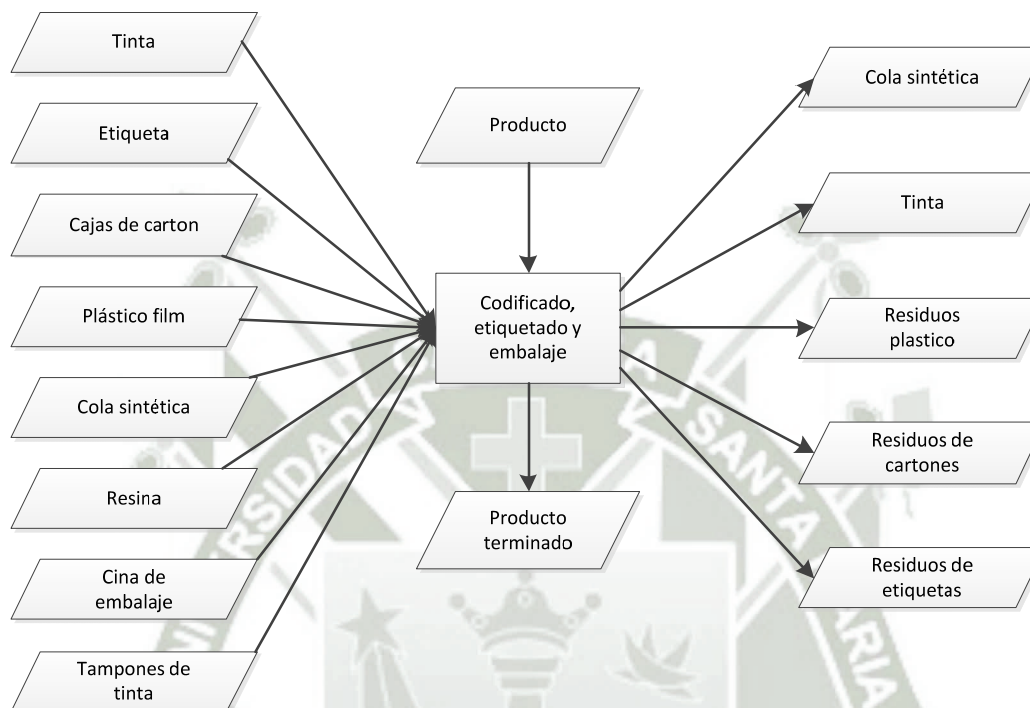 Tinta
Etiqueta
Cajas de carton
Plástico film
Cola sintética
Resina
Cina de
embalaje
Tampones de
tinta
Producto
Codificado,
etiquetado y
embalaje
Producto
terminado
Cola sintética
Tinta
Residuos
plastico
Residuos de
cartones
Residuos de
etiquetas
SANTA